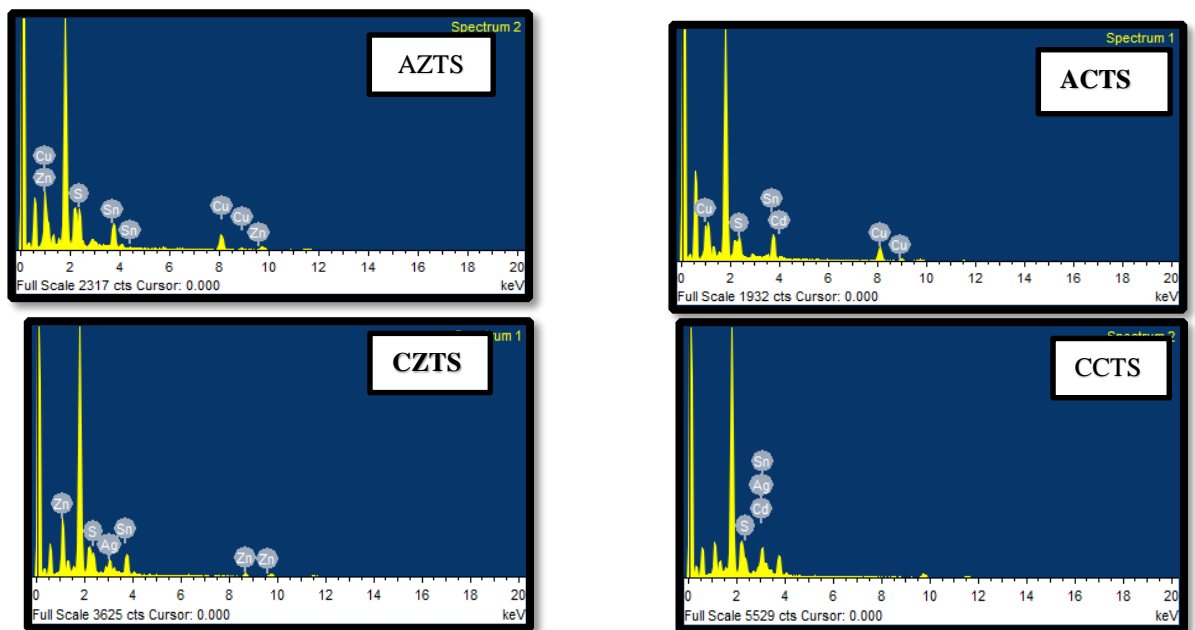 Spectrum 2
AZTS
Cu
Zn
S
Sn
Sn
Cu
Cu
Zn
0 2 4 6 8 10 12 14 16 18 20
Full Scale 2317 cts Cursor: 0.000 keV
Spectrum 1
ACTS
Cu
S
Sn
Cd
Cu
Cu
0 2 4 6 8 10 12 14 16 18 20
Full Scale 1932 cts Cursor: 0.000 keV
um 1
CZTS
Zn
S
Ag
Sn
Zn
Zn
0 2 4 6 8 10 12 14 16 18 20
Full Scale 3625 cts Cursor: 0.000 keV
Spectrum 2
CCTS
Sn
Ag
Cd
S
0 2 4 6 8 10 12 14 16 18 20
Full Scale 5529 cts Cursor: 0.000 keV